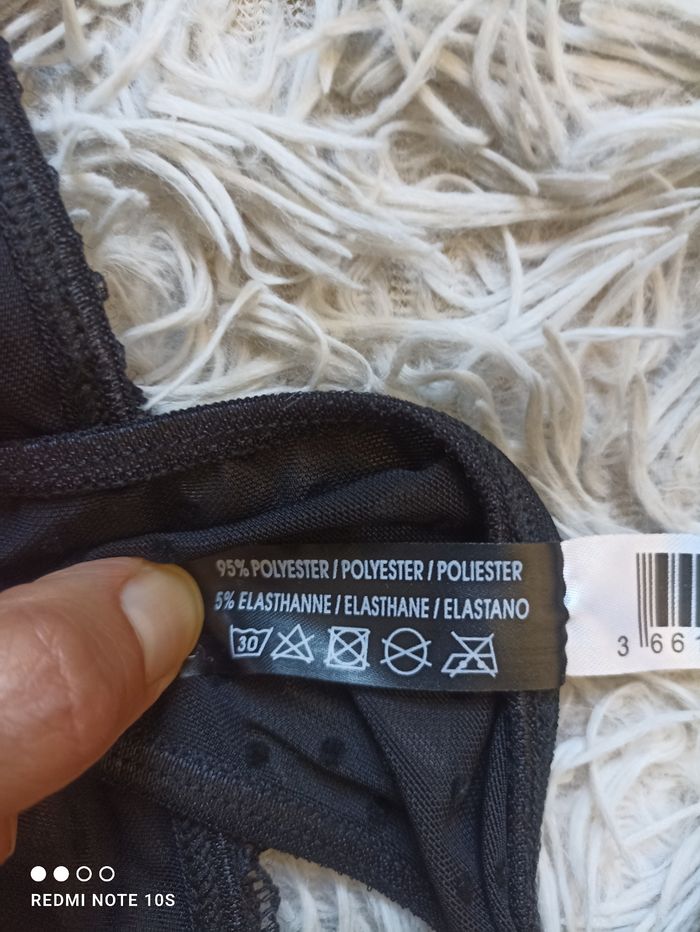 95% POLYESTER / POLYESTER / POLIESTER
5% ELASTHANNE / ELASTHANE / ELASTANO
30
3 66
REDMI NOTE 10S